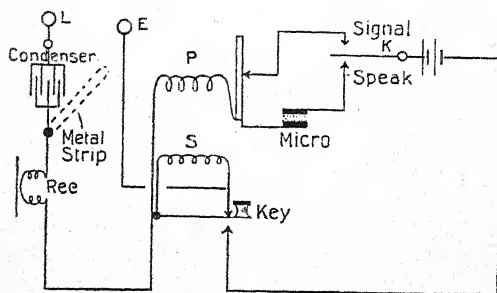 L
E
Signal
K
Condenser
P
Speak
Micro
Metal
Strip
S
Ree
Key